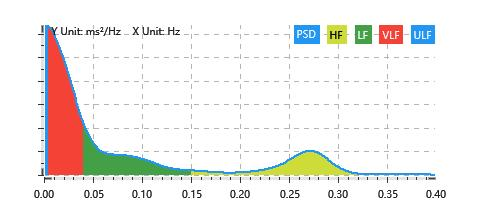 Y Unit: ms²/Hz X Unit: Hz
PSD HF LF VLF ULF
0.00 0.05 0.10 0.15 0.20 0.25 0.30 0.35 0.40